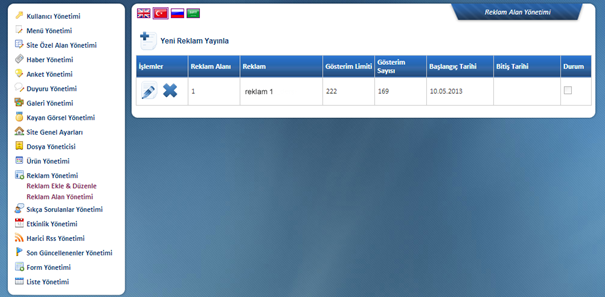 Kullanıcı Yönetimi
Menü Yönetimi
Site Özel Alan Yönetimi
Haber Yönetimi
Anket Yönetimi
Duyuru Yönetimi
Galeri Yönetimi
Kayan Görsel Yönetimi
Site Genel Ayarları
Dosya Yöneticisi
Ürün Yönetimi
Reklam Yönetimi
Reklam Ekle & Düzenle
Reklam Alan Yönetimi
Sıkça Sorulanlar Yönetimi
Etkinlik Yönetimi
Harici Rss Yönetimi
Son Güncellenenler Yönetimi
Form Yönetimi
Liste Yönetimi
Reklam Alan Yönetimi
Yeni Reklam Yayınla
İşlemler Reklam Alanı Reklam Gösterim Limiti Gösterim Sayısı Başlangıç Tarihi Bitiş Tarihi Durum
1 reklam 1 222 169 10.05.2013